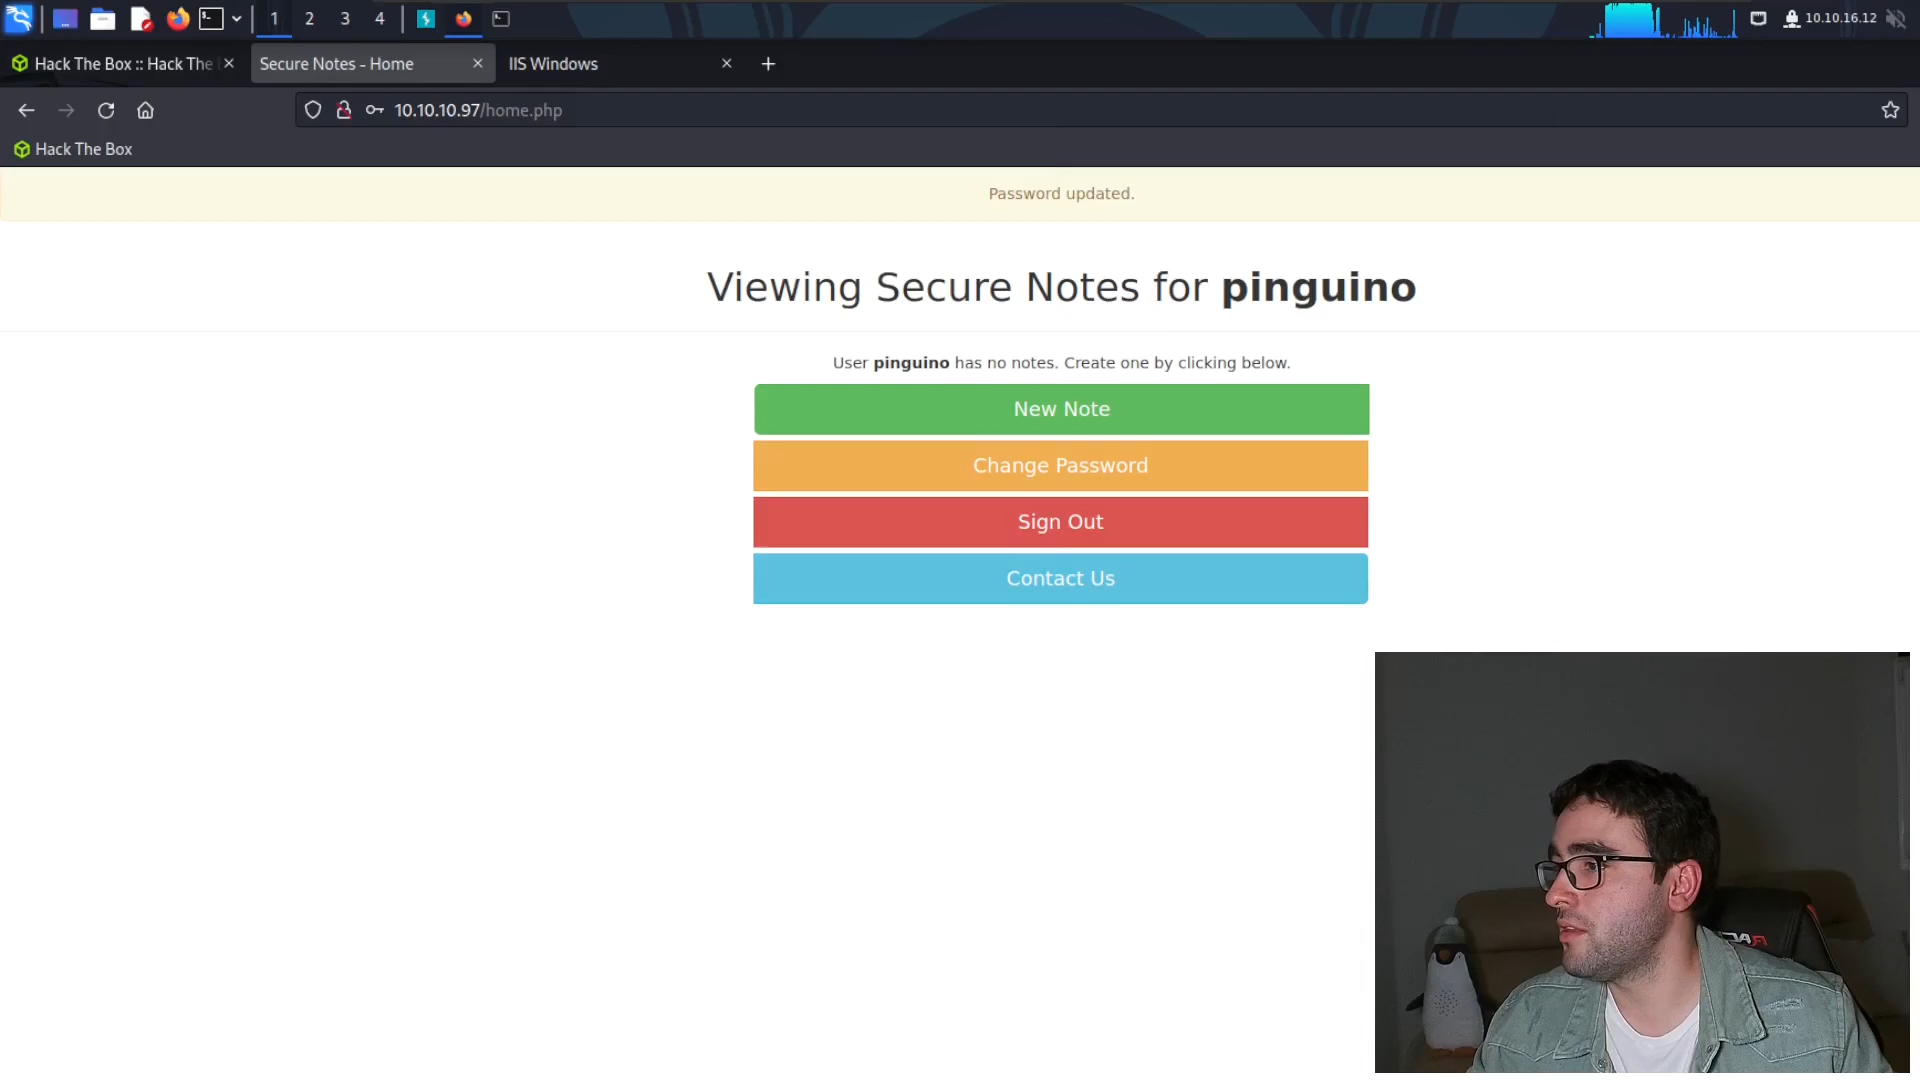 1 2 3 4
10.10.16.12
Hack The Box :: Hack The
Secure Notes - Home
IIS Windows
10.10.10.97/home.php
Hack The Box
Password updated.
Viewing Secure Notes for pinguino
User pinguino has no notes. Create one by clicking below.
New Note
Change Password
Sign Out
Contact Us